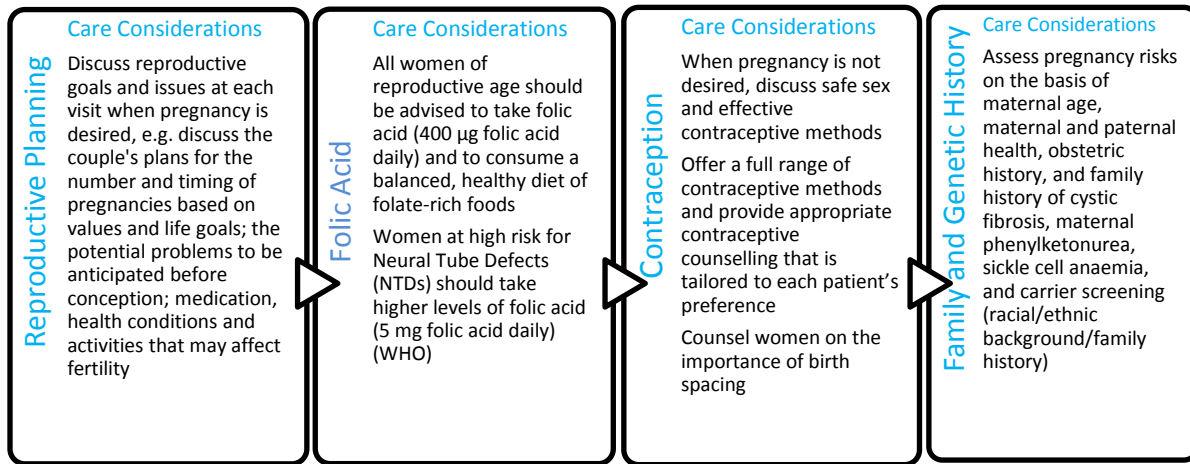 Reproductive Planning
Care Considerations
Discuss reproductive
goals and issues at each
visit when pregnancy is
desired, e.g. discuss the
couple's plans for the
number and timing of
pregnancies based on
values and life goals; the
potential problems to be
anticipated before
conception; medication,
health conditions and
activities that may affect
fertility
Folic Acid
Care Considerations
All women of
reproductive age should
be advised to take folic
acid (400 µg folic acid
daily) and to consume a
balanced, healthy diet of
folate-rich foods
Women at high risk for
Neural Tube Defects
(NTDs) should take
higher levels of folic acid
(5 mg folic acid daily)
(WHO)
Contraception
Care Considerations
When pregnancy is not
desired, discuss safe sex
and effective
contraceptive methods
Offer a full range of
contraceptive methods
and provide appropriate
contraceptive
counselling that is
tailored to each patient’s
preference
Counsel women on the
importance of birth
spacing
Family and Genetic History
Care Considerations
Assess pregnancy risks
on the basis of
maternal age,
maternal and paternal
health, obstetric
history, and family
history of cystic
fibrosis, maternal
phenylketonurea,
sickle cell anaemia,
and carrier screening
(racial/ethnic
background/family
history)